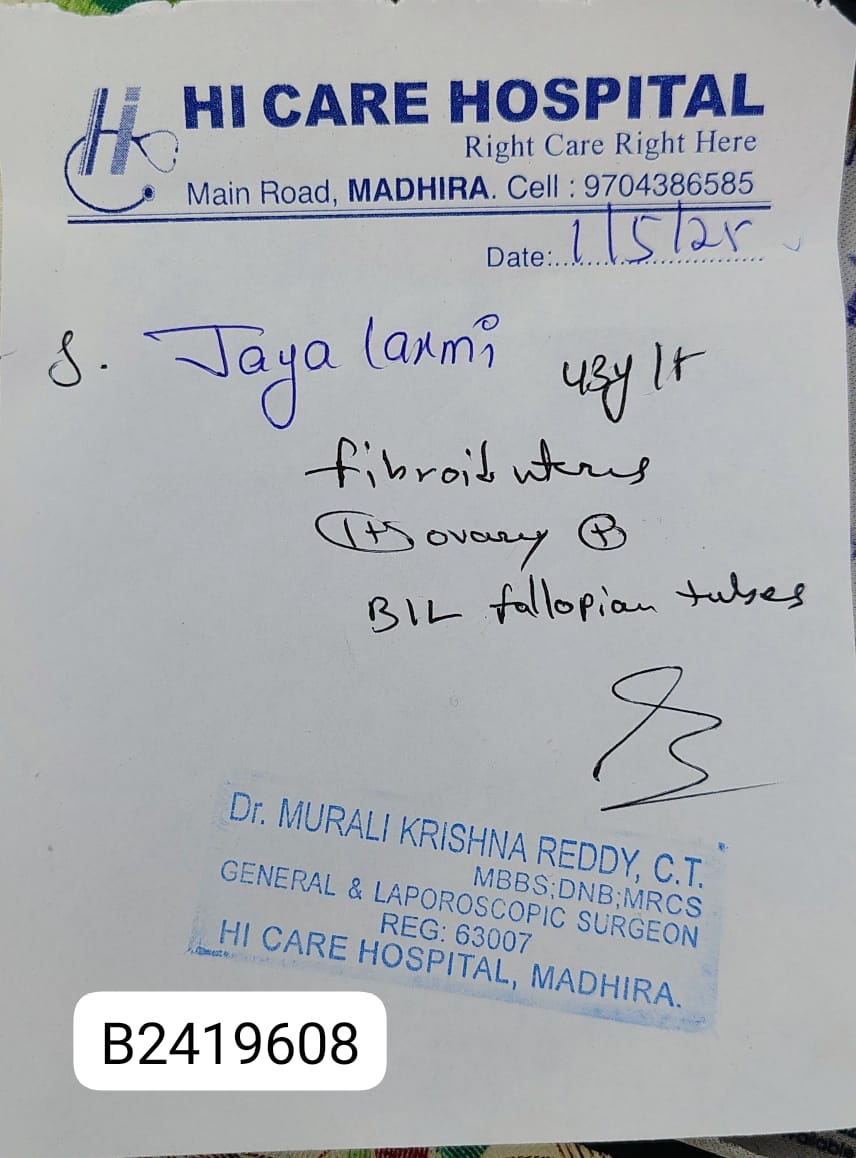 Hi HI CARE HOSPITAL
Right Care Right Here
Main Road, MADHIRA. Cell : 9704386585
Date: 1/5/25
S. Jaya laxmi 43y
fibroid uterus
ovary
B/L fallopian tubes
Dr. MURALI KRISHNA REDDY, C.T.
MBBS;DNB;MRCS
GENERAL & LAPOROSCOPIC SURGEON
REG: 63007
HI CARE HOSPITAL, MADHIRA.
B2419608